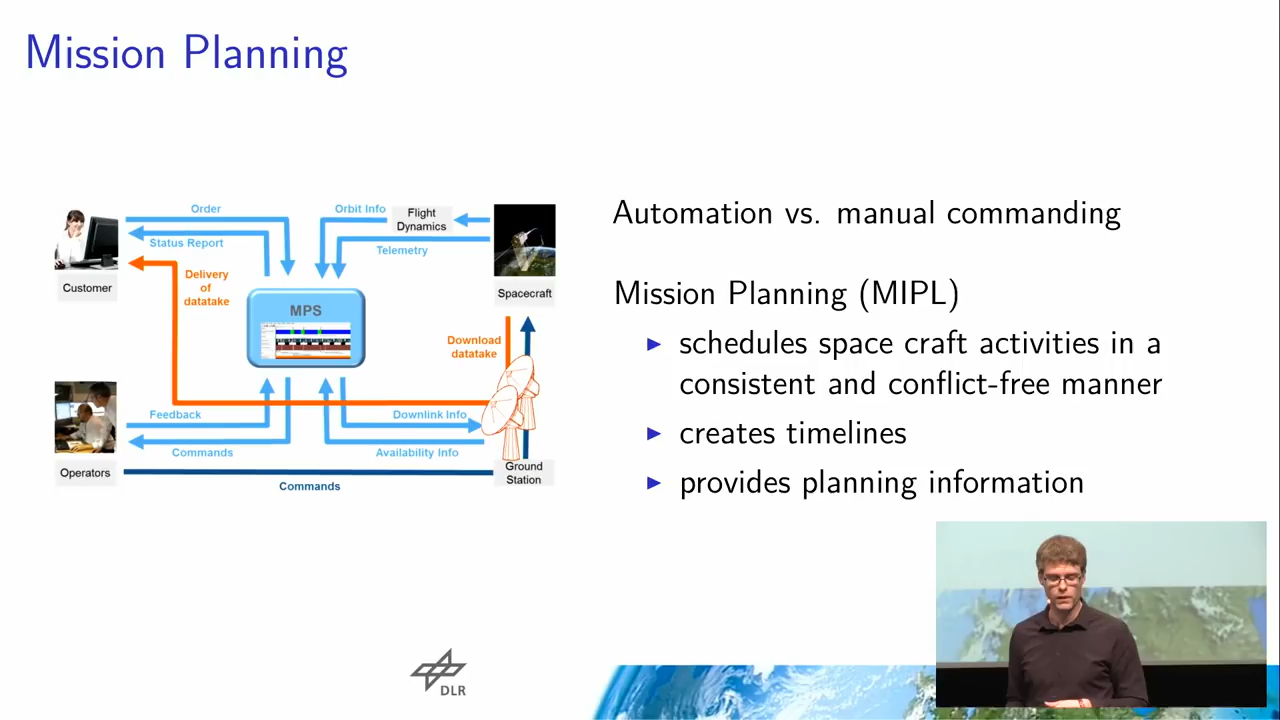 Mission Planning
Order
Status Report
Delivery
of
datatake
Customer
Orbit Info
Flight
Dynamics
Telemetry
Spacecraft
MPS
Download
datatake
Feedback
Commands
Operators
Downlink Info
Availability Info
Ground
Station
Commands
Automation vs. manual commanding
Mission Planning (MIPL)
schedules space craft activities in a
consistent and conflict-free manner
creates timelines
provides planning information
DLR